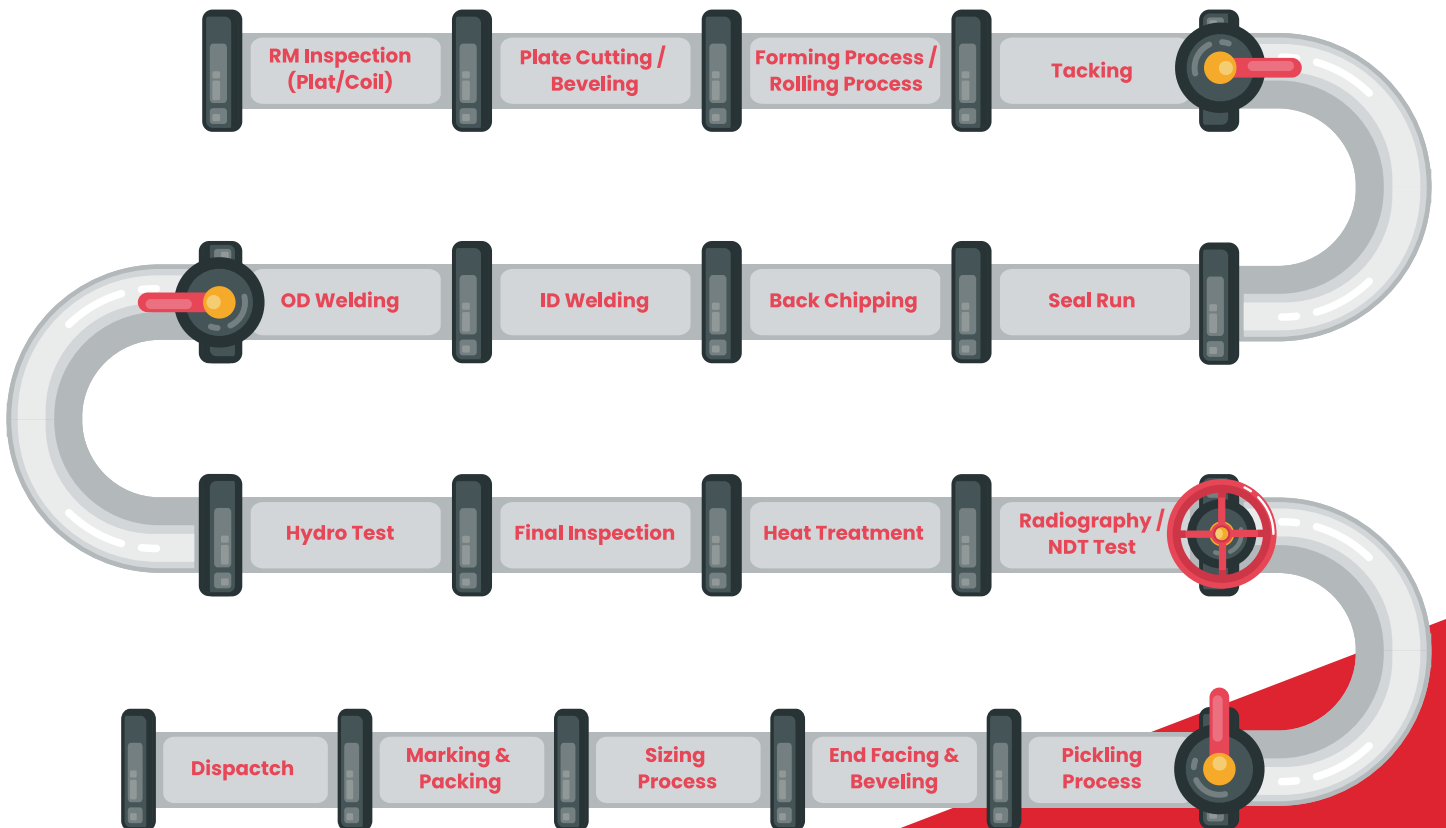 RM Inspection
(Plat/Coil)
Plate Cutting /
Beveling
Forming Process /
Rolling Process
Tacking
OD Welding
ID Welding
Back Chipping
Seal Run
Hydro Test
Final Inspection
Heat Treatment
Radiography /
NDT Test
Dispactch
Marking &
Packing
Sizing
Process
End Facing &
Beveling
Pickling
Process